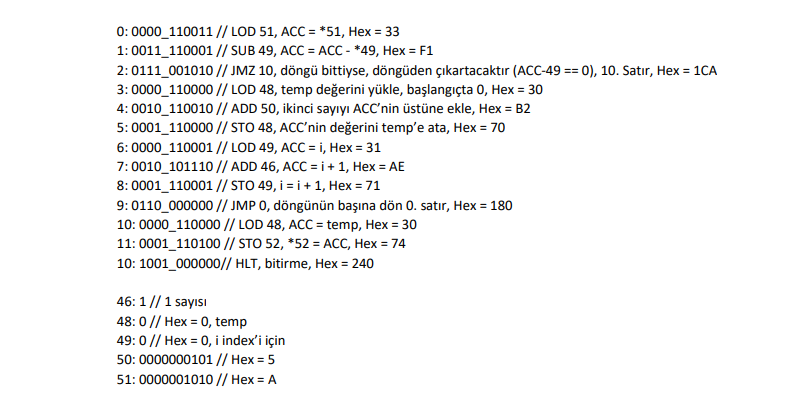 0: 0000_110011 // LOD 51, ACC = *51, Hex = 33
1: 0011_110001 // SUB 49, ACC = ACC - *49, Hex = F1
2: 0111_001010 // JMZ 10, döngü bittiyse, döngüden çıkartacaktır (ACC-49 == 0), 10. Satır, Hex = 1CA
3: 0000_110000 // LOD 48, temp değerini yükle, başlangıçta 0, Hex = 30
4: 0010_110010 // ADD 50, ikinci sayıyı ACC’nin üstüne ekle, Hex = B2
5: 0001_110000 // STO 48, ACC’nin değerini temp’e ata, Hex = 70
6: 0000_110001 // LOD 49, ACC = i, Hex = 31
7: 0010_101110 // ADD 46, ACC = i + 1, Hex = AE
8: 0001_110001 // STO 49, i = i + 1, Hex = 71
9: 0110_000000 // JMP 0, döngünün başına dön 0. satır, Hex = 180
10: 0000_110000 // LOD 48, ACC = temp, Hex = 30
11: 0001_110100 // STO 52, *52 = ACC, Hex = 74
10: 1001_000000// HLT, bitirme, Hex = 240
46: 1 // 1 sayısı
48: 0 // Hex = 0, temp
49: 0 // Hex = 0, i index’i için
50: 0000000101 // Hex = 5
51: 0000001010 // Hex = A